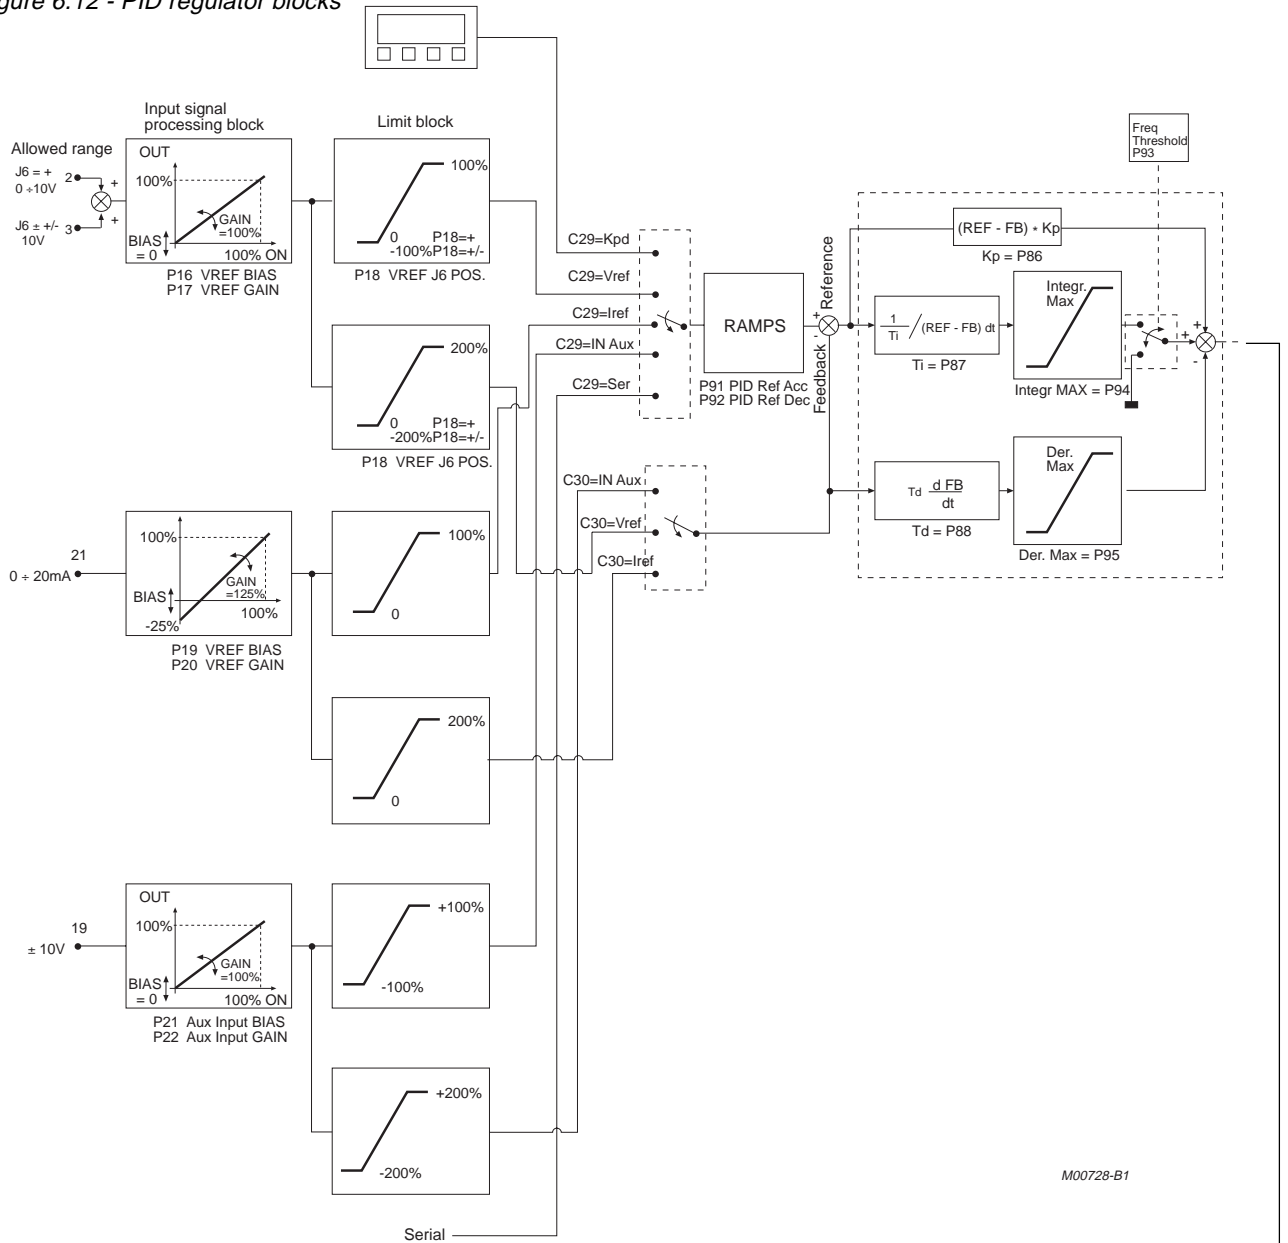 gure 6.12 - PID regulator blocks
Input signal
processing block
Limit block
Allowed range
J6 = +
0 ÷10V
2
+
J6 ± +/-
10V
3
+
OUT
100%
GAIN
=100%
BIAS
= 0
100% ON
P16 VREF BIAS
P17 VREF GAIN
100%
0
P18=+
-100%P18=+/-
P18 VREF J6 POS.
200%
0
P18=+
-200%P18=+/-
P18 VREF J6 POS.
C29=Kpd
C29=Vref
C29=Iref
C29=IN Aux
C29=Ser
RAMPS
P91 PID Ref Acc
P92 PID Ref Dec
Reference
+
-
Feedback
Freq
Threshold
P93
(REF - FB) * Kp
Kp = P86
1
Ti
/(REF - FB) dt
Ti = P87
Integr.
Max
Integr MAX = P94
+
+
-
Td
d FB
dt
Td = P88
Der.
Max
Der. Max = P95
C30=IN Aux
C30=Vref
C30=Iref
21
0 ÷ 20mA
100%
GAIN
=125%
BIAS
100%
-25%
P19 VREF BIAS
P20 VREF GAIN
100%
0
200%
0
19
± 10V
OUT
100%
GAIN
=100%
BIAS
= 0
100% ON
P21 Aux Input BIAS
P22 Aux Input GAIN
+100%
-100%
+200%
-200%
Serial
M00728-B1